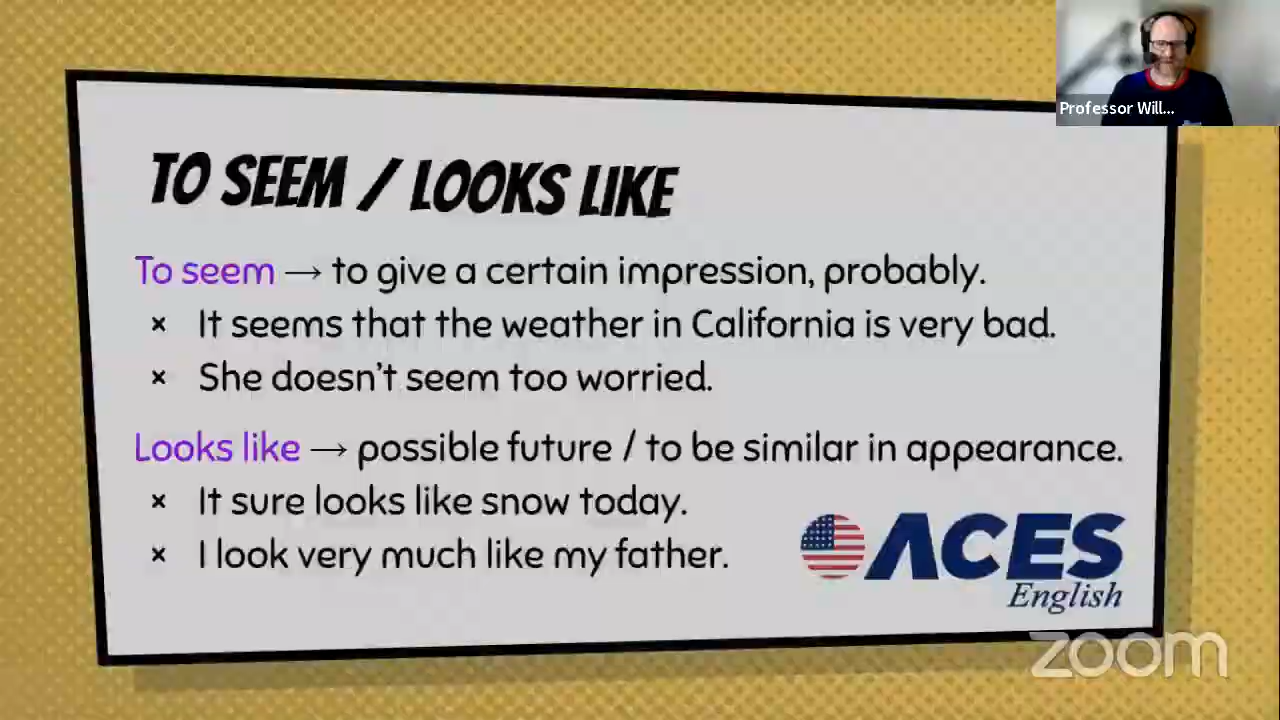 Professor Will...
TO SEEM / LOOKS LIKE
To seem → to give a certain impression, probably.
× It seems that the weather in California is very bad.
× She doesn't seem too worried.
Looks like → possible future / to be similar in appearance.
× It sure looks like snow today.
× I look very much like my father.
ACES
English
zoom